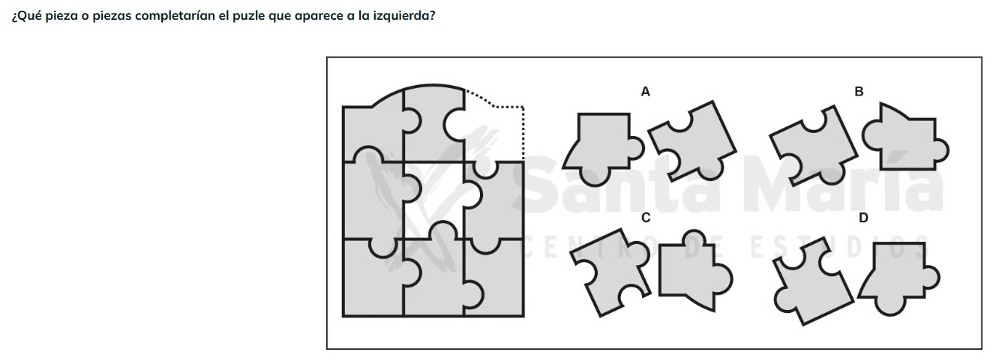 ¿Qué pieza o piezas completarían el puzle que aparece a la izquierda?
A
B
Santa María
CENTRO DE ESTUDIOS
C
D